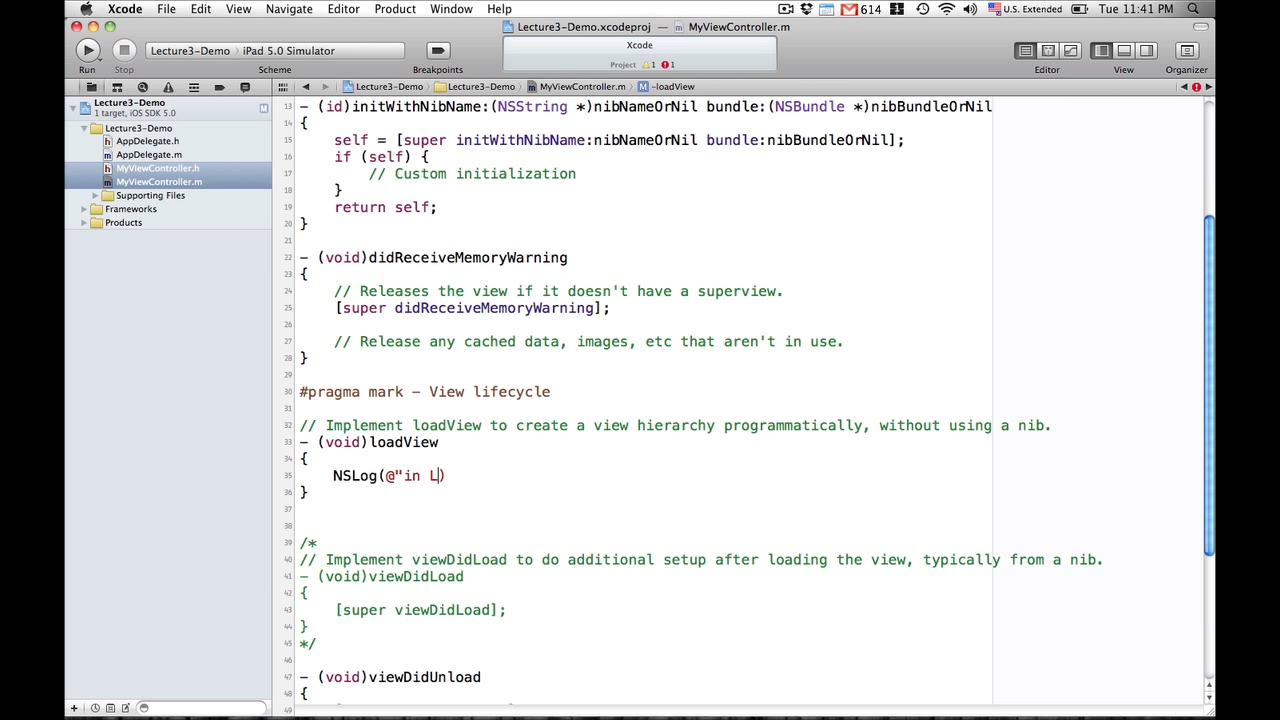 Xcode File Edit View Navigate Editor Product Window Help 614 1 U.S. Extended Tue 11:41 PM
Lecture3-Demo.xcodeproj — MyViewController.m
Lecture3-Demo iPad 5.0 Simulator
Xcode
Project 1 1
Run Stop Scheme Breakpoints Editor View Organizer
Lecture3-Demo Lecture3-Demo MyViewController.m -loadView
Lecture3-Demo
1 target, iOS SDK 5.0
M
Lecture3-Demo
AppDelegate.h
AppDelegate.m
MyViewController.h
MyViewController.m
Supporting Files
Frameworks
Products
13 - (id)initWithNibName:(NSString *)nibNameOrNil bundle:(NSBundle *)nibBundleOrNil
14 {
15 self = [super initWithNibName:nibNameOrNil bundle:nibBundleOrNil];
16 if (self) {
17 // Custom initialization
18 }
19 return self;
20 }
21
22 - (void)didReceiveMemoryWarning
23 {
24 // Releases the view if it doesn't have a superview.
25 [super didReceiveMemoryWarning];
26
27 // Release any cached data, images, etc that aren't in use.
28 }
29
30 #pragma mark - View lifecycle
31
32 // Implement loadView to create a view hierarchy programmatically, without using a nib.
33 - (void)loadView
34 {
35 NSLog(@"in L)
36 }
37
38
39 /*
40 // Implement viewDidLoad to do additional setup after loading the view, typically from a nib.
41 - (void)viewDidLoad
42 {
43 [super viewDidLoad];
44 }
45 */
46
47 - (void)viewDidUnload
48 {
49